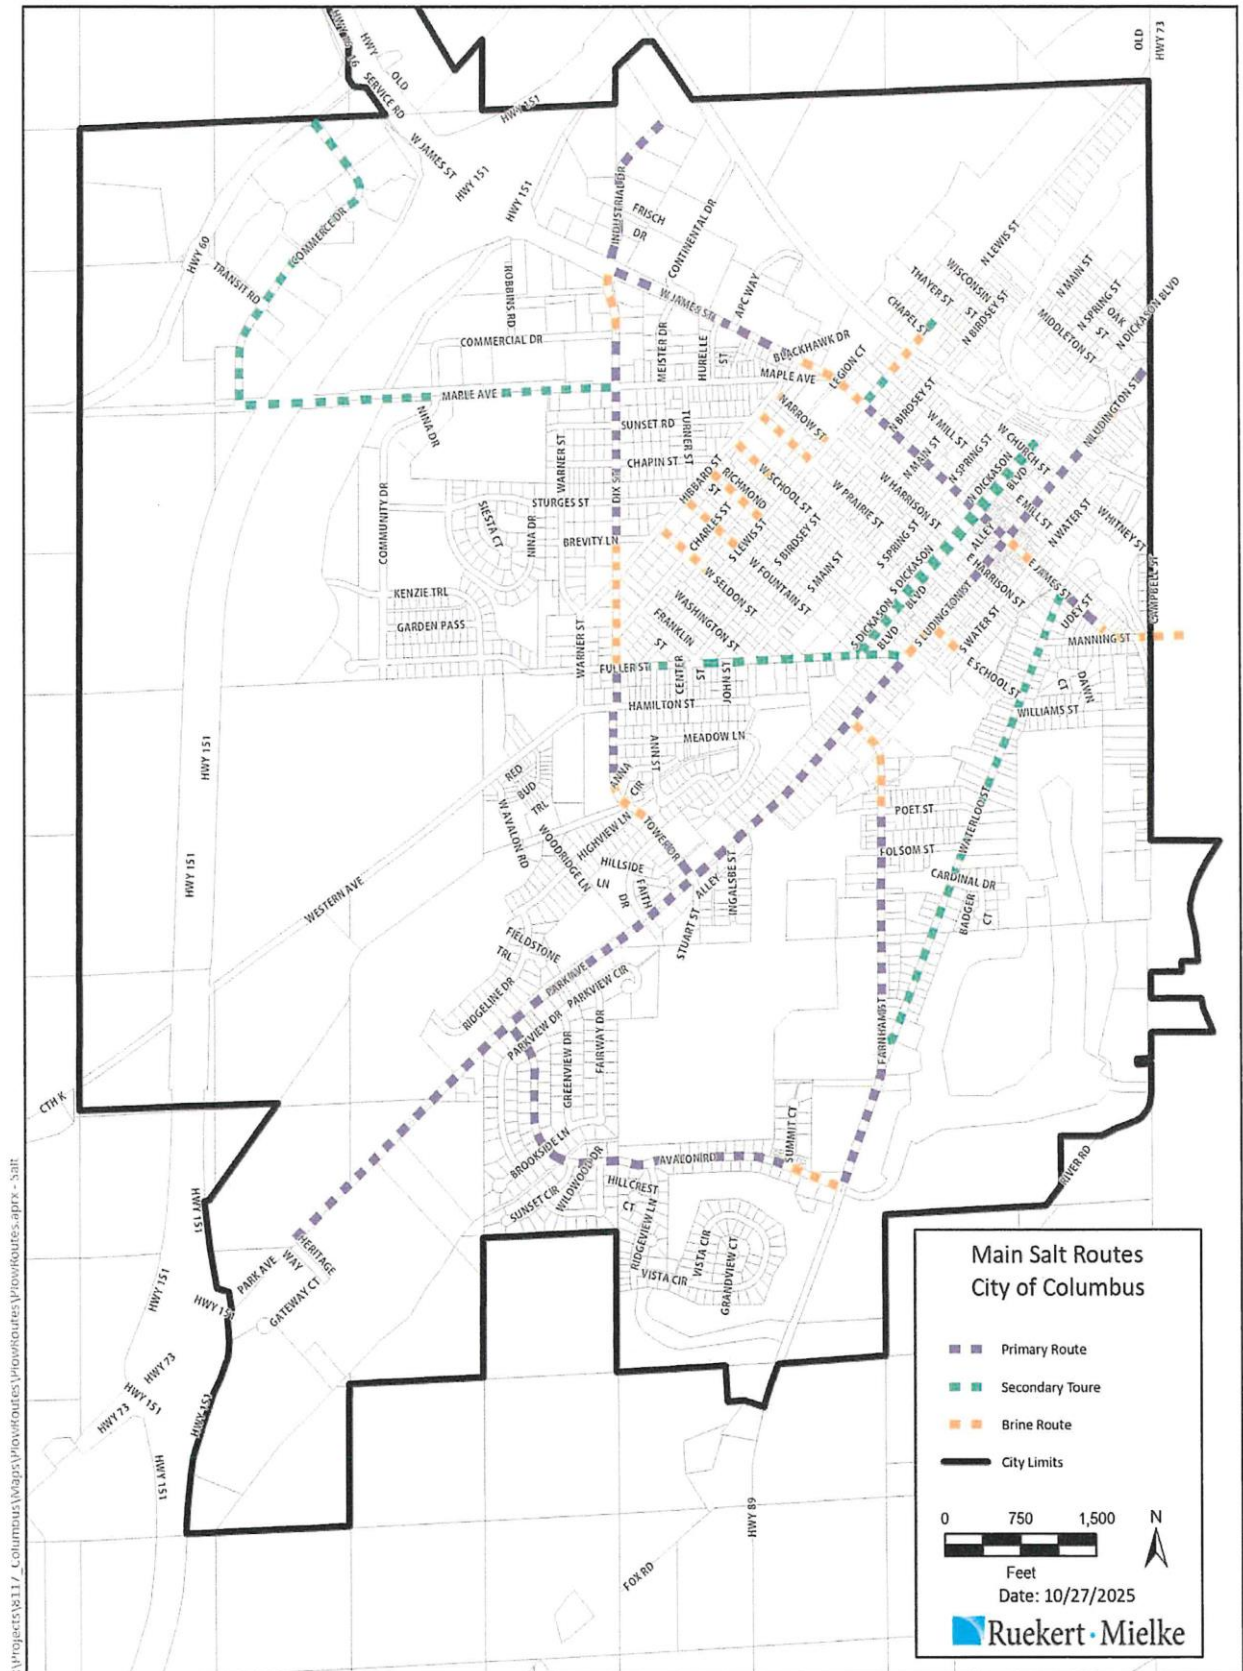 OLD
HWY 73
HWY 16
HWY
OLD
SERVICE RD
HWY 151
W JAMES ST
HWY 151
HWY 151
INDUSTRIAL DR
FRISCH
DR
CONTINENTAL DR
HWY 60
COMMERCE DR
TRANSIT RD
ROBBINS RD
W JAMES ST
APC WAY
N LEWIS ST
WISCONSIN
ST
THAYER ST
CHAPEL ST
N BIRDSEY ST
N MAIN ST
N SPRING ST
OAK
ST
MIDDLETON ST
N DICKASON BLVD
COMMERCIAL DR
MEISTER DR
HURELLE
ST
BLACKHAWK DR
LEGION CT
MAPLE AVE
MAPLE AVE
NINA DR
SUNSET RD
TURNER ST
NARROW ST
N BIRDSEY ST
W MILL ST
N MAIN ST
N SPRING ST
W CHURCH ST
N LUDINGTON ST
WARNER ST
CHAPIN ST
DIX ST
HIBBARD ST
RICHMOND
ST
W SCHOOL ST
W PRAIRIE ST
W HARRISON ST
N DICKASON
BLVD
E MILL ST
N WATER ST
WHITNEY ST
COMMUNITY DR
STURGES ST
SIESTA CT
NINA DR
BREVITY LN
CHARLES ST
S LEWIS ST
S BIRDSEY ST
S SPRING ST
ALLEY
E JAMES ST
E HARRISON ST
CAMPBELL ST
KENZIE TRL
GARDEN PASS
W SELDON ST
W FOUNTAIN ST
S MAIN ST
S DICKASON
BLVD
S LUDINGTON ST
UDEY ST
MANNING ST
WASHINGTON ST
FRANKLIN
ST
S DICKASON
BLVD
S WATER ST
E SCHOOL ST
WARNER ST
FULLER ST
CENTER
ST
JOHN ST
DAWN
CT
HAMILTON ST
WILLIAMS ST
MEADOW LN
ANN ST
ANNA
CIR
HWY 151
RED
BUD
TRL
W AVALON RD
WOODRIDGE LN
HIGHVIEW LN
TOWER DR
POET ST
WATERLOO ST
FOLSOM ST
HILLSIDE
LN
FAITH
DR
ALLEY
INGALSBE ST
CARDINAL DR
BADGER
CT
HWY 151
WESTERN AVE
STUART ST
FIELDSTONE
TRL
PARK AVE
PARKVIEW CIR
RIDGELINE DR
PARKVIEW DR
GREENVIEW DR
FAIRWAY DR
FARNHAM ST
CTH K
BROOKSIDE LN
SUMMIT CT
AVALON RD
RIVER RD
SUNSET CIR
WILDWOOD DR
HILLCREST
CT
RIDGEVIEW LN
VISTA CIR
VISTA CIR
GRANDVIEW CT
HWY 151
HERITAGE
WAY
PARK AVE
GATEWAY CT
HWY 151
HWY 151
HWY 73
HWY 151
HWY 73
HWY 151
HWY 151
HWY 89
FOX RD
Main Salt Routes
City of Columbus
Primary Route
Secondary Toure
Brine Route
City Limits
0 750 1,500
N
Feet
Date: 10/27/2025
Ruekert · Mielke
\Projects\8117_Columbus\Maps\PlowRoutes\PlowRoutes\PlowRoutes.aprx - Salt